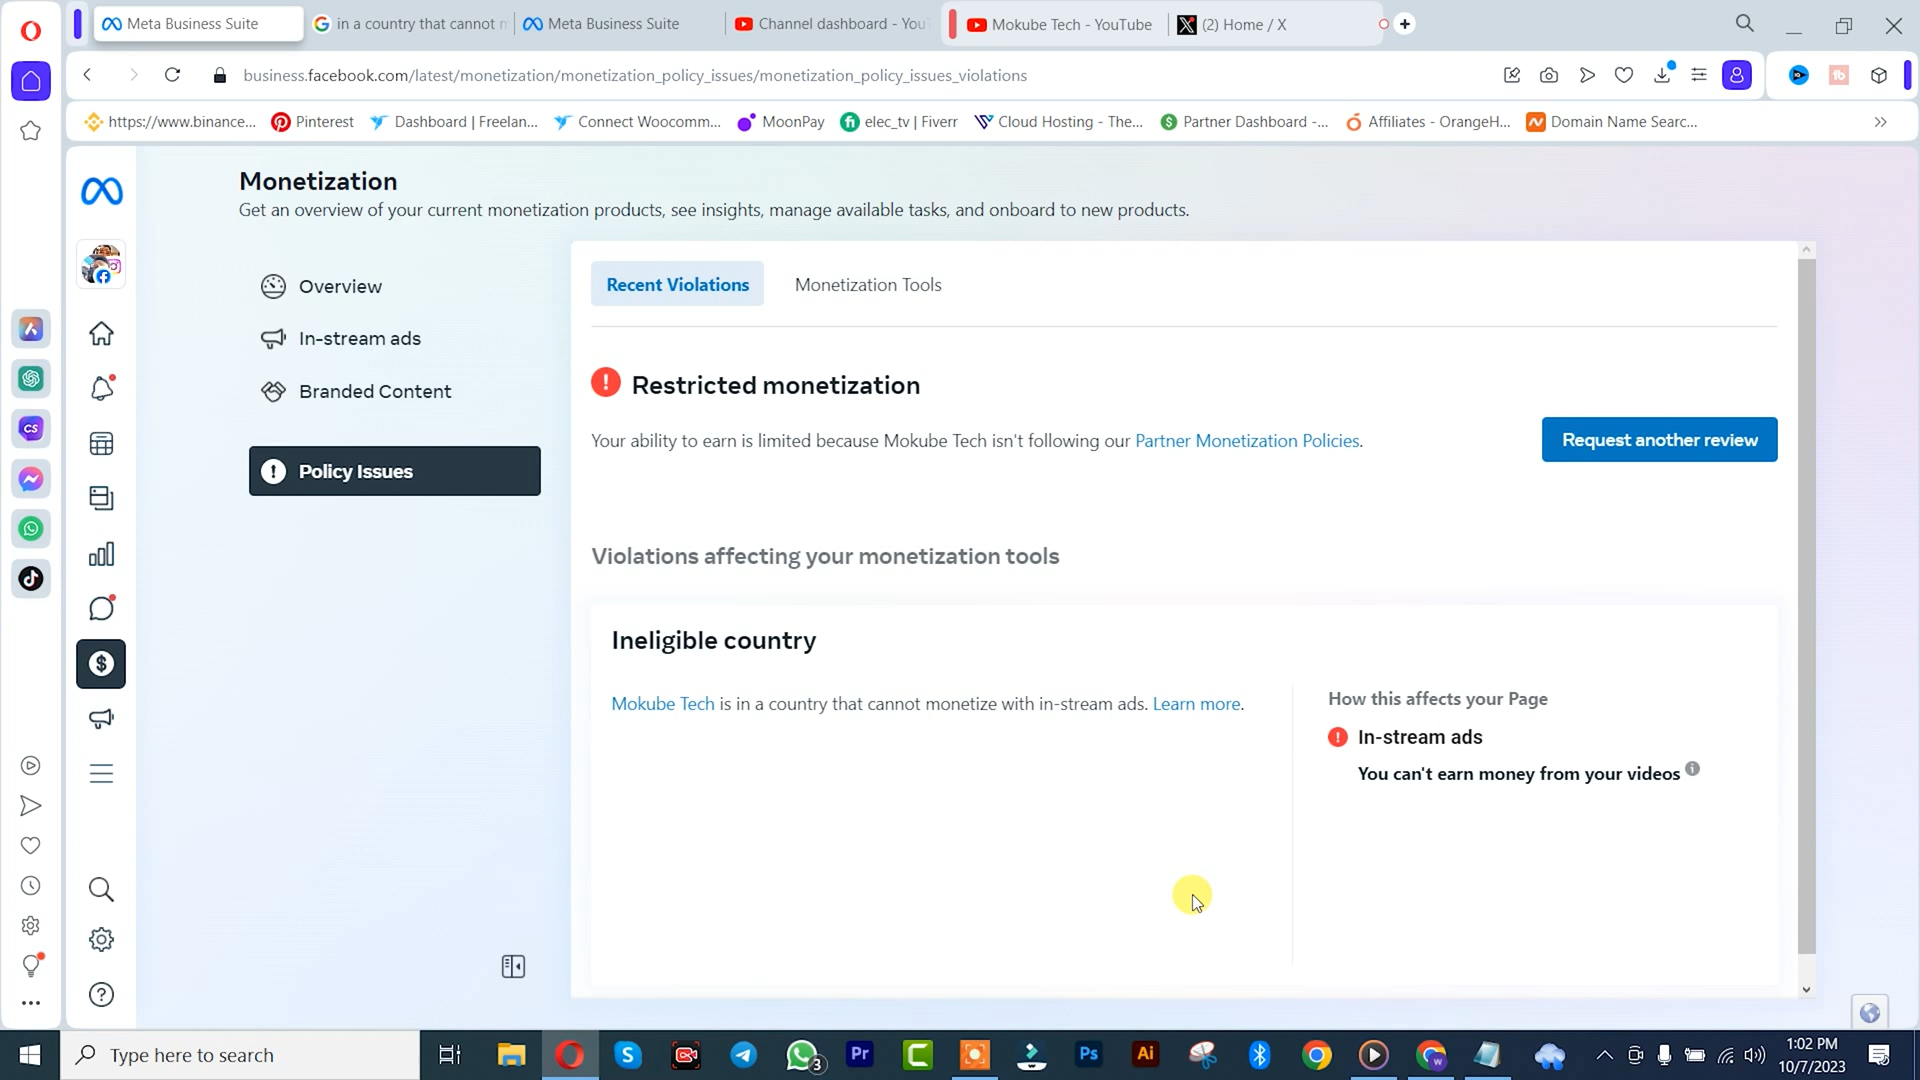 Meta Business Suite
in a country that cannot
Meta Business Suite
Channel dashboard - You
Mokube Tech - YouTube
(2) Home / X
business.facebook.com/latest/monetization/monetization_policy_issues/monetization_policy_issues_violations
https://www.binance...
Pinterest
Dashboard | Freelan...
Connect Woocomm...
MoonPay
elec_tv | Fiverr
Cloud Hosting - The...
Partner Dashboard -...
Affiliates - OrangeH...
Domain Name Searc...
Monetization
Get an overview of your current monetization products, see insights, manage available tasks, and onboard to new products.
Overview
In-stream ads
Branded Content
Policy Issues
Recent Violations
Monetization Tools
Restricted monetization
Your ability to earn is limited because Mokube Tech isn't following our Partner Monetization Policies.
Request another review
Violations affecting your monetization tools
Ineligible country
Mokube Tech is in a country that cannot monetize with in-stream ads. Learn more.
How this affects your Page
In-stream ads
You can't earn money from your videos
CS
Type here to search
3
Pr
Ps
Ai
1:02 PM
10/7/2023